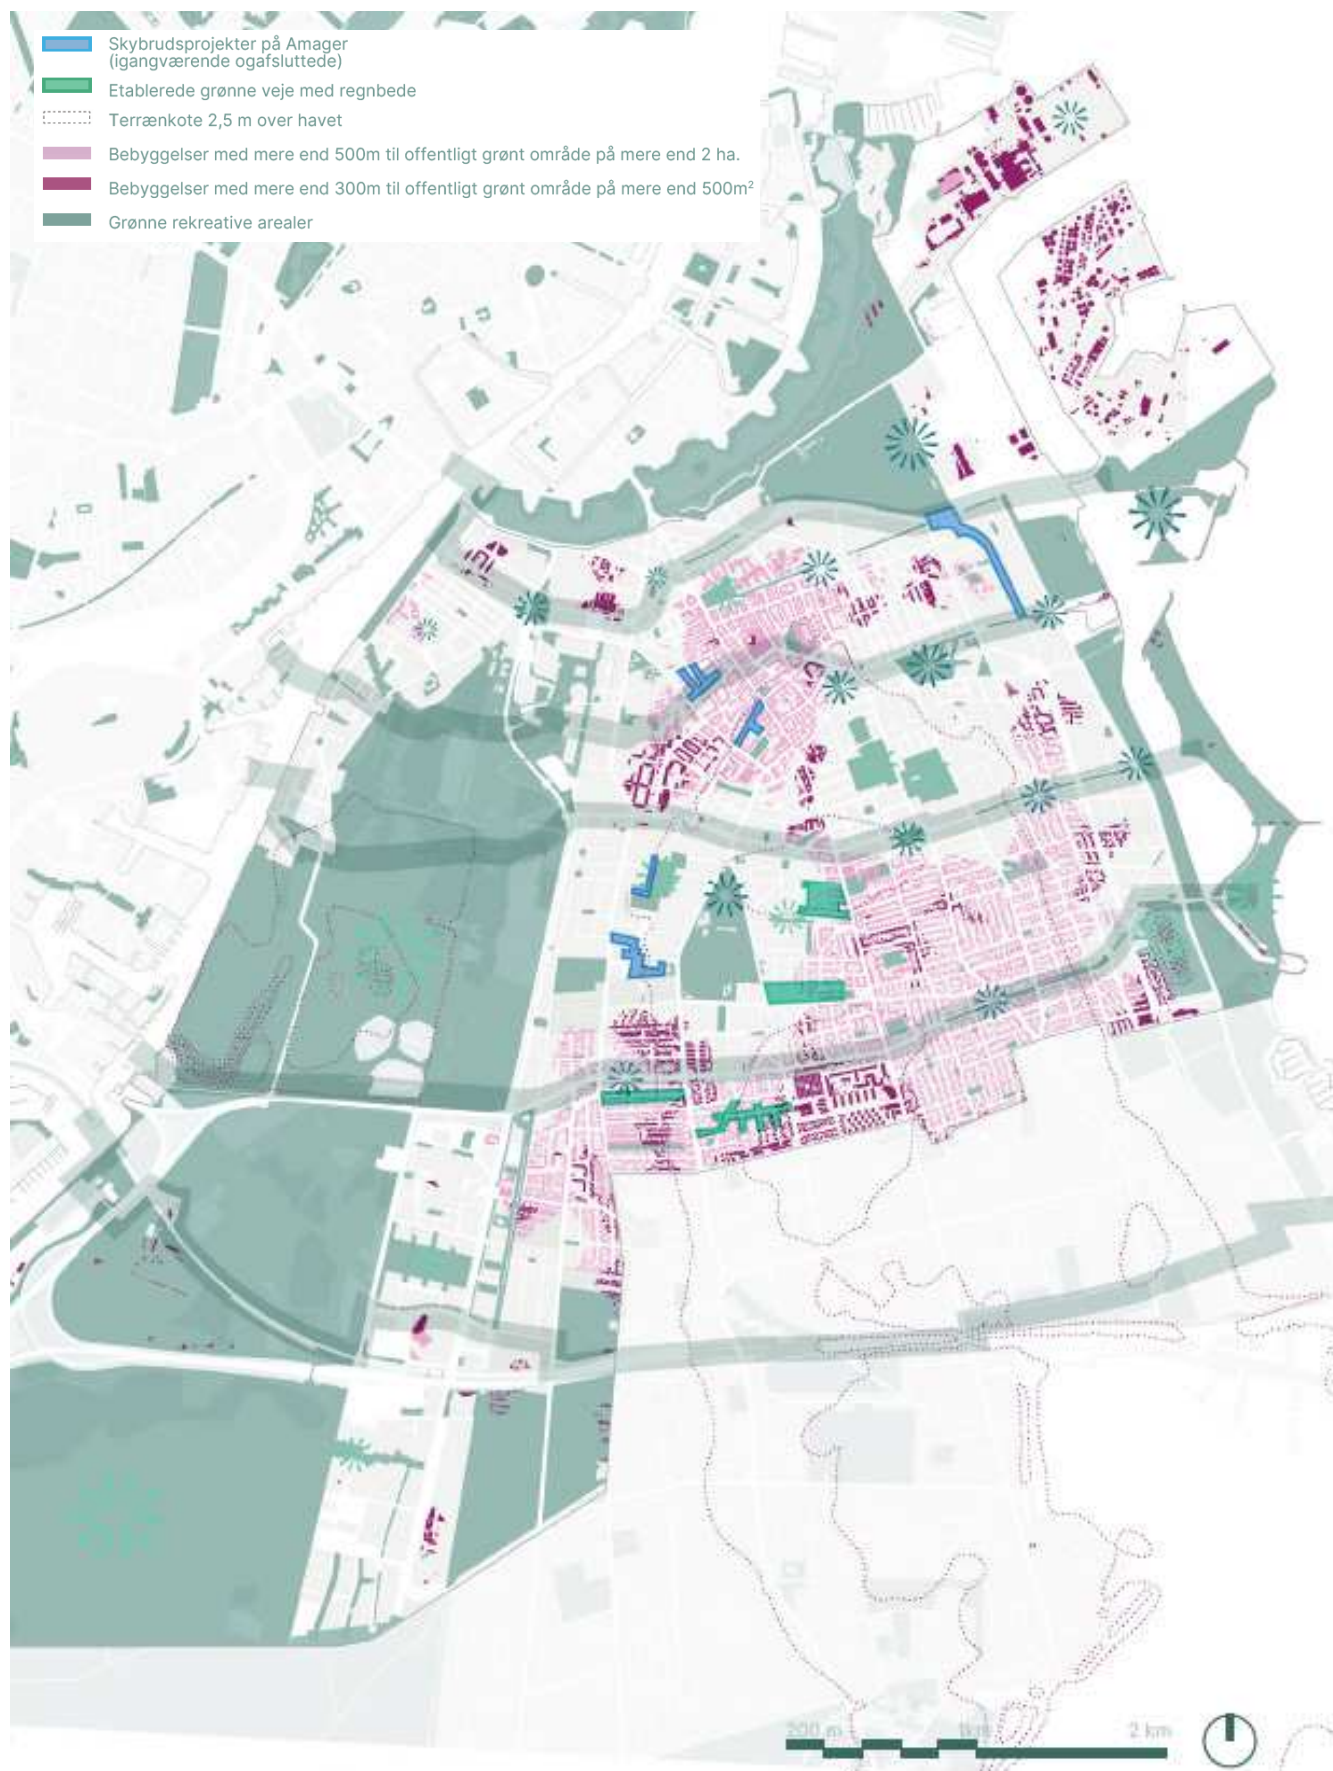 Skybrudsprojekter på Amager
(igangværende ogafsluttede)
Etablerede grønne veje med regnbede
Terrænkote 2,5 m over havet
Bebyggelser med mere end 500m til offentligt grønt område på mere end 2 ha.
Bebyggelser med mere end 300m til offentligt grønt område på mere end 500m²
Grønne rekreative arealer
200 m 1km 2 km